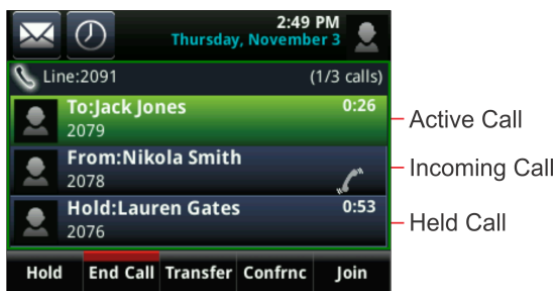 2:49 PM
Thursday, November 3
Line:2091 (1/3 calls)
To:Jack Jones 0:26
2079
Active Call
From:Nikola Smith
2078
Incoming Call
Hold:Lauren Gates 0:53
2076
Held Call
Hold End Call Transfer Confrnc Join